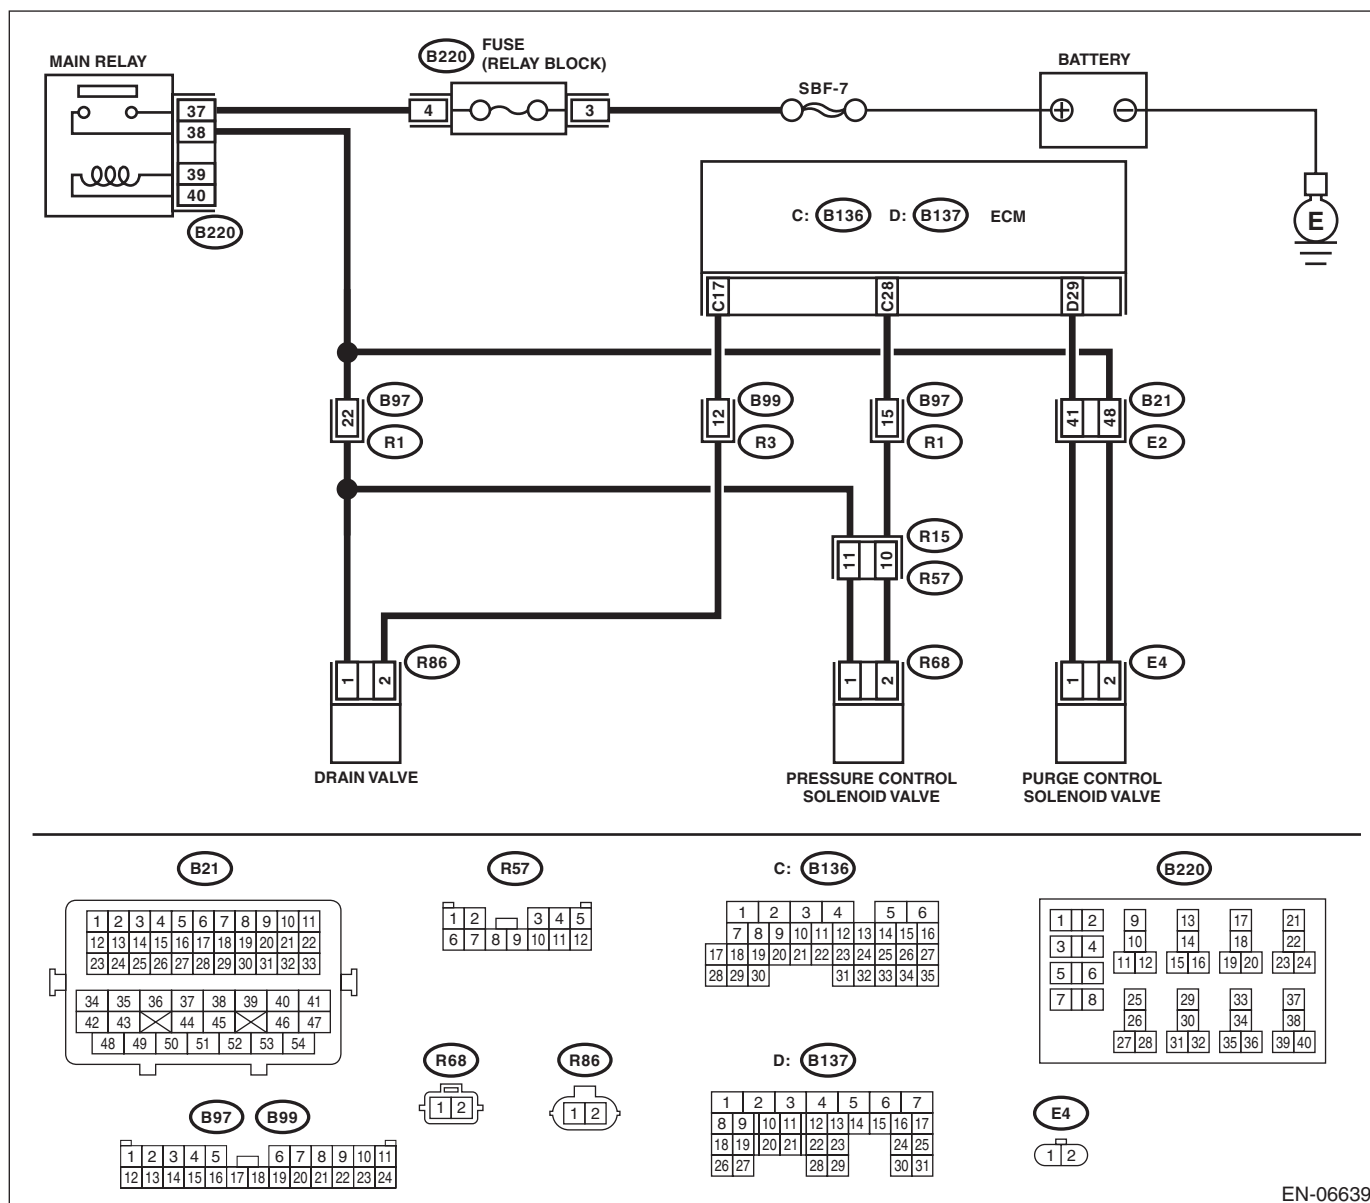 MAIN RELAY
B220
FUSE
(RELAY BLOCK)
BATTERY
SBF-7
37
38
39
40
4
3
B220
C: B136 D: B137 ECM
E
C17
C28
D29
22
B97
R1
12
B99
R3
15
B97
R1
41
48
B21
E2
11
10
R15
R57
1
2
R86
1
2
R68
1
2
E4
DRAIN VALVE
PRESSURE CONTROL
SOLENOID VALVE
PURGE CONTROL
SOLENOID VALVE
B21
1 2 3 4 5 6 7 8 9 10 11
12 13 14 15 16 17 18 19 20 21 22
23 24 25 26 27 28 29 30 31 32 33
34 35 36 37 38 39 40 41
42 43 44 45 46 47
48 49 50 51 52 53 54
R57
1 2 3 4 5
6 7 8 9 10 11 12
C: B136
1 2 3 4 5 6
7 8 9 10 11 12 13 14 15 16
17 18 19 20 21 22 23 24 25 26 27
28 29 30 31 32 33 34 35
B220
1 2
3 4
5 6
7 8
9
10
11 12
13
14
15 16
17
18
19 20
21
22
23 24
25
26
27 28
29
30
31 32
33
34
35 36
37
38
39 40
R68
1 2
R86
1 2
D: B137
1 2 3 4 5 6 7
8 9 10 11 12 13 14 15 16 17
18 19 20 21 22 23 24 25
26 27 28 29 30 31
E4
1 2
B97 B99
1 2 3 4 5 6 7 8 9 10 11
12 13 14 15 16 17 18 19 20 21 22 23 24
EN-06639